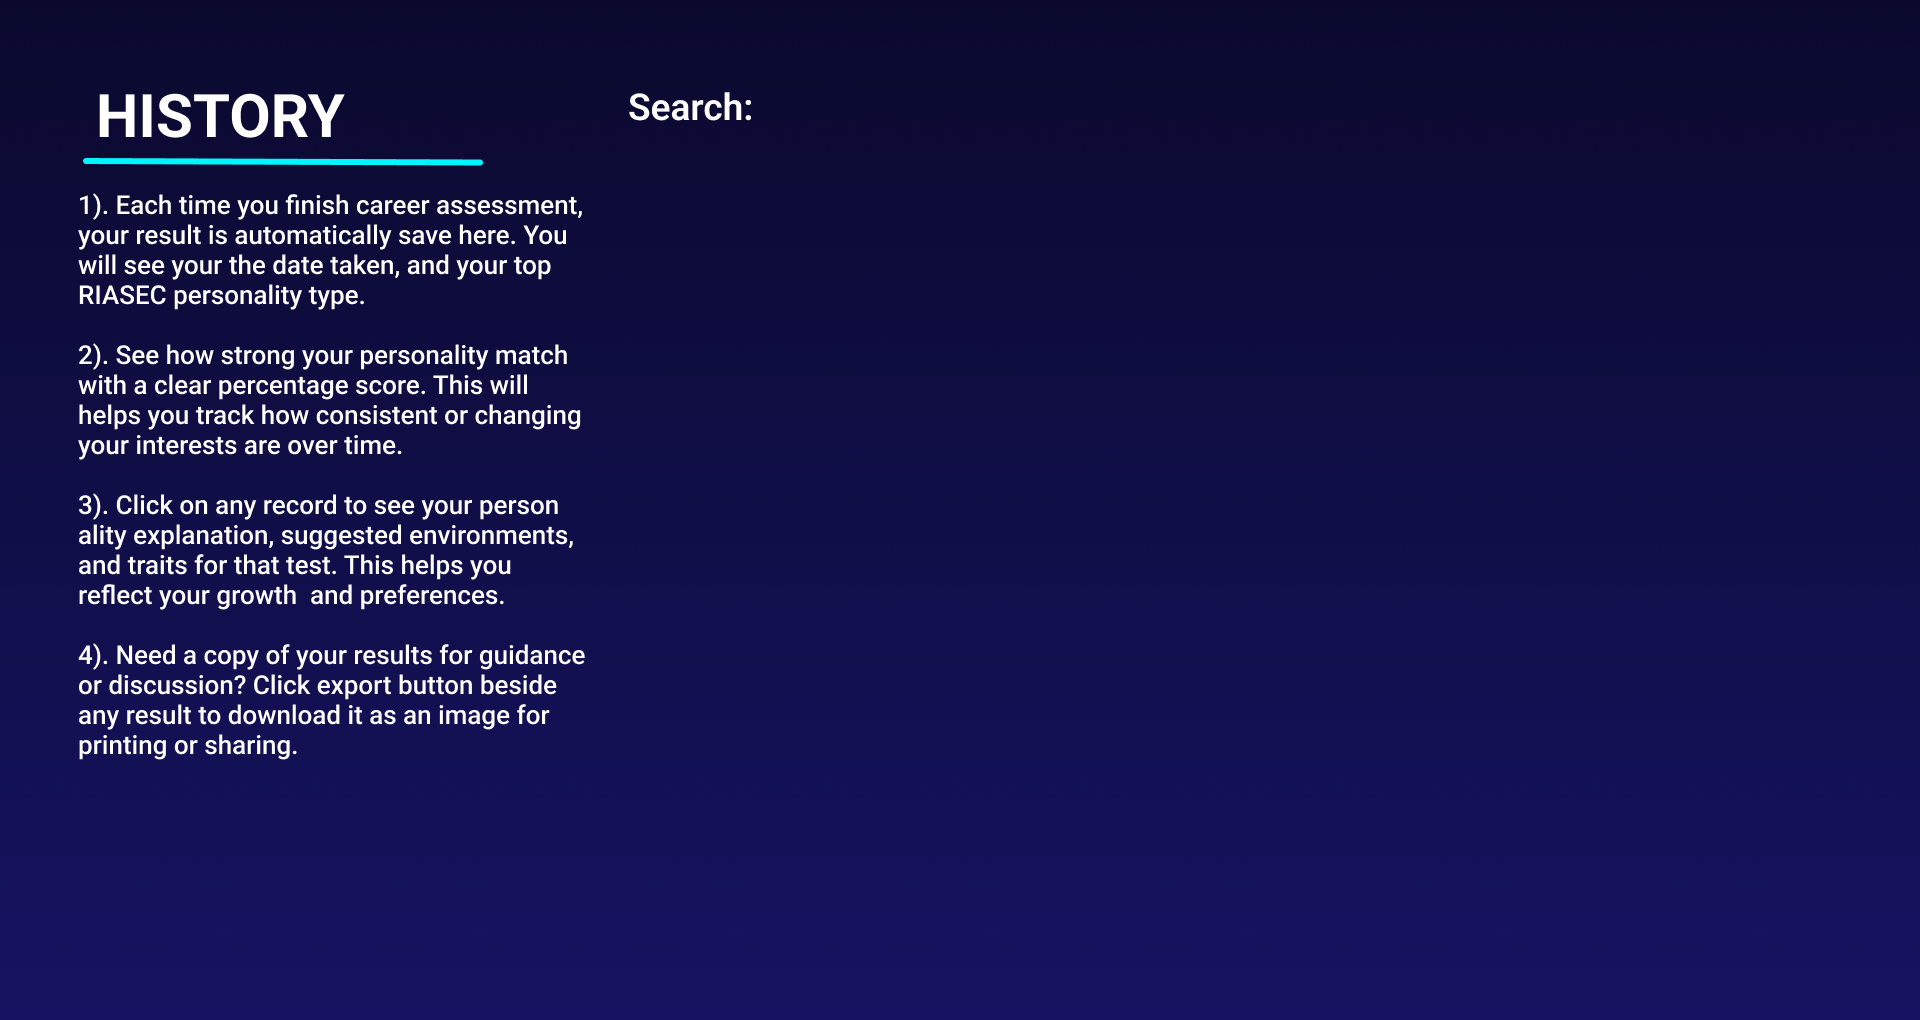 HISTORY
Search:
1). Each time you finish career assessment,
your result is automatically save here. You
will see your the date taken, and your top
RIASEC personality type.
2). See how strong your personality match
with a clear percentage score. This will
helps you track how consistent or changing
your interests are over time.
3). Click on any record to see your person
ality explanation, suggested environments,
and traits for that test. This helps you
reflect your growth  and preferences.
4). Need a copy of your results for guidance
or discussion? Click export button beside
any result to download it as an image for
printing or sharing.